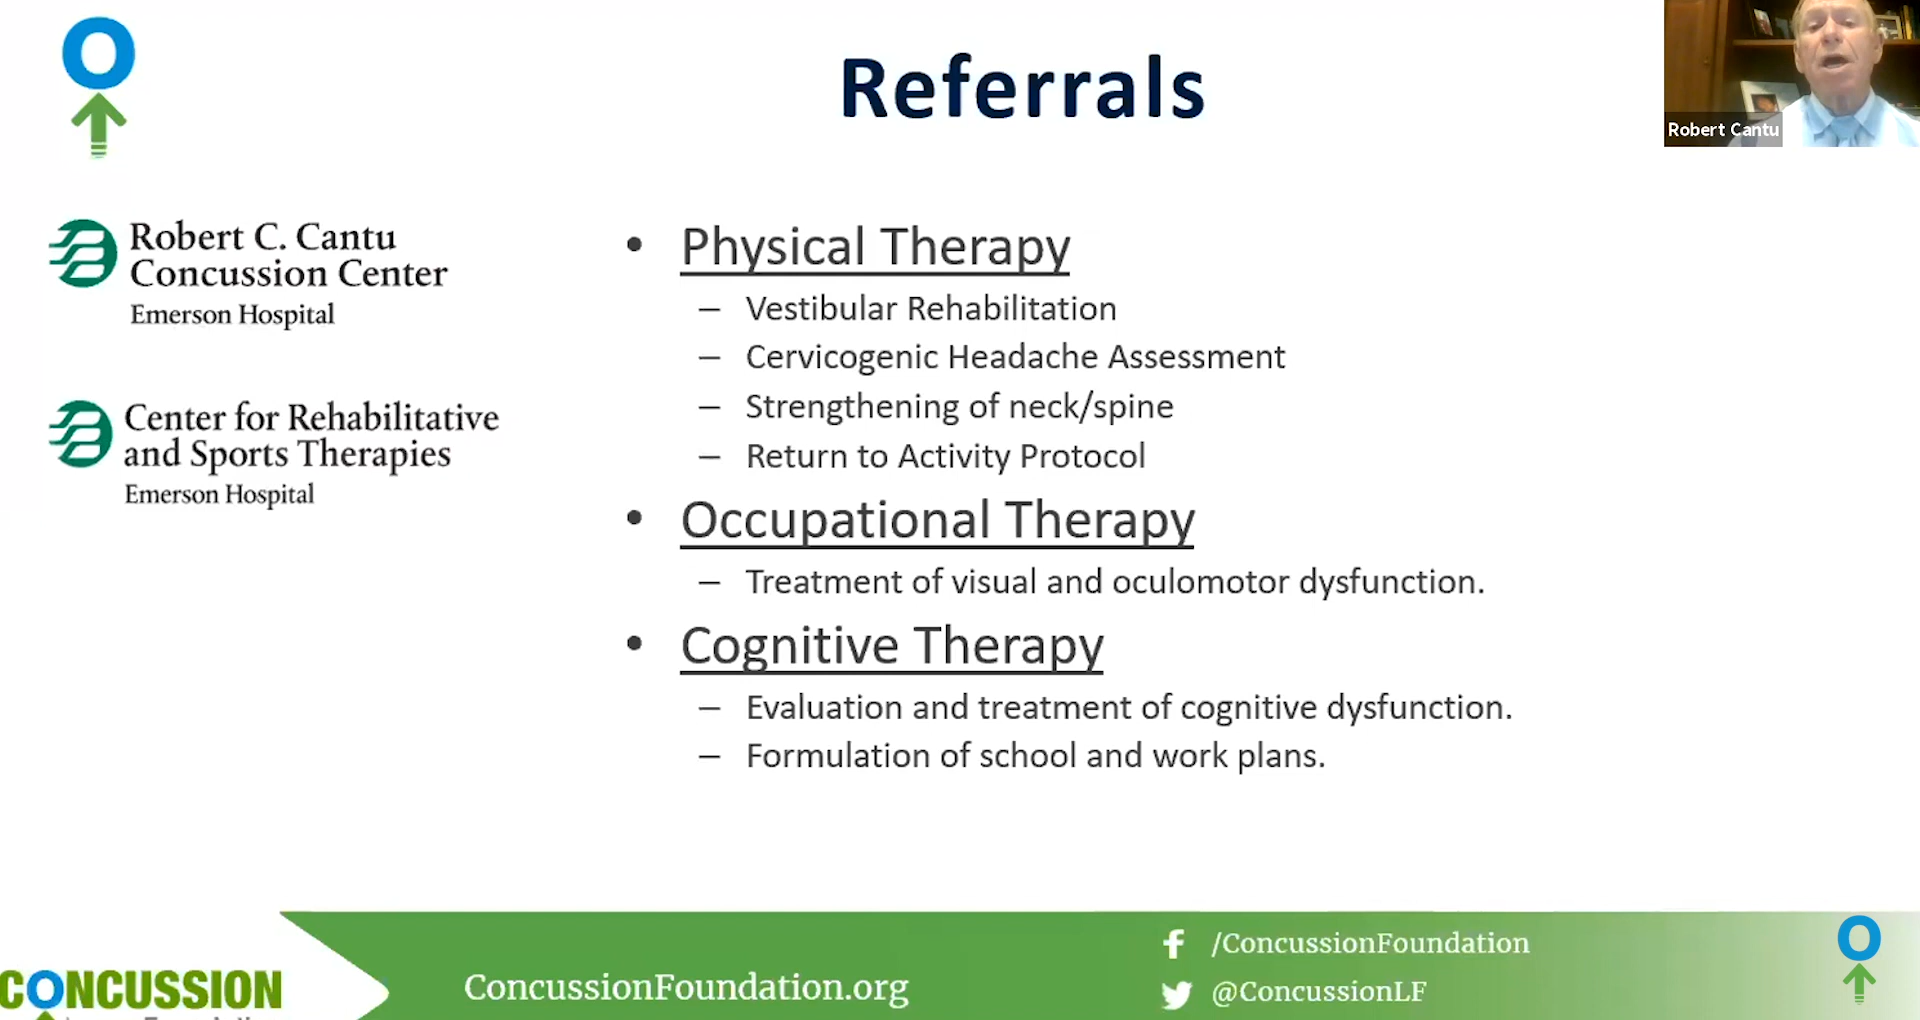 Referrals
Robert Cantu
Robert C. Cantu
Concussion Center
Emerson Hospital
Center for Rehabilitative
and Sports Therapies
Emerson Hospital
• Physical Therapy
– Vestibular Rehabilitation
– Cervicogenic Headache Assessment
– Strengthening of neck/spine
– Return to Activity Protocol
• Occupational Therapy
– Treatment of visual and oculomotor dysfunction.
• Cognitive Therapy
– Evaluation and treatment of cognitive dysfunction.
– Formulation of school and work plans.
CONCUSSION
ConcussionFoundation.org
/ConcussionFoundation
@ConcussionLF